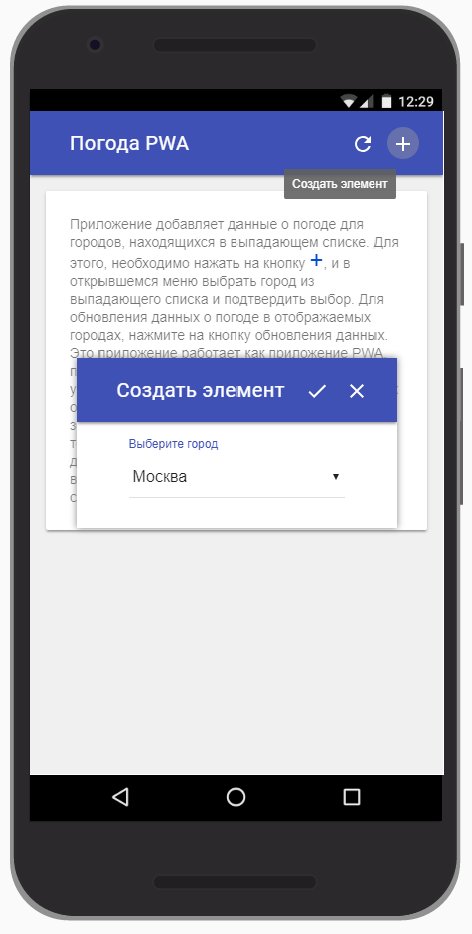 12:29
Погода PWA
Создать элемент
Приложение добавляет данные о погоде для
городов, находящихся в выпадающем списке. Для
этого, необходимо нажать на кнопку +, и в
открывшемся меню выбрать город из
выпадающего списка и подтвердить выбор. Для
обновления данных о погоде в отображаемых
городах, нажмите на кнопку обновления данных.
Это приложение работает как приложение PWA
Создать элемент
Выберите город
Москва